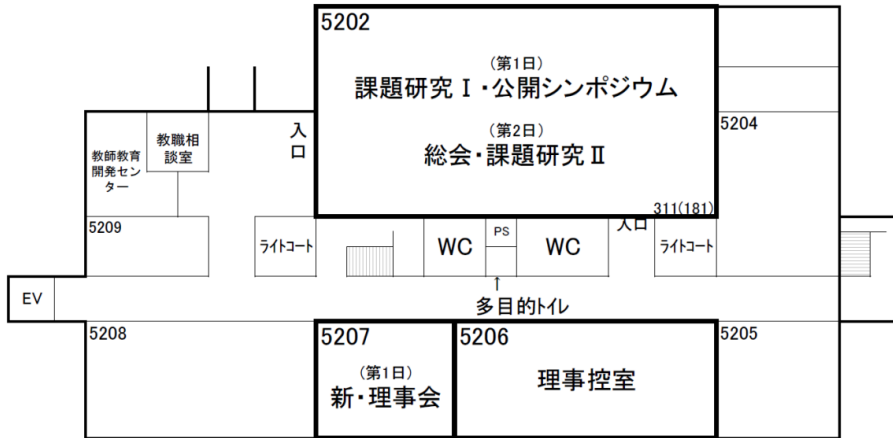 5202
(第1日)
課題研究Ⅰ・公開シンポジウム
(第2日)
総会・課題研究Ⅱ
311(181)
入
口
教職相
談室
教師教育
開発セン
ター
5204
5209
ライトコート
WC
PS
WC
入口
ライトコート
EV
↑
多目的トイレ
5208
5207
(第1日)
新・理事会
5206
理事控室
5205